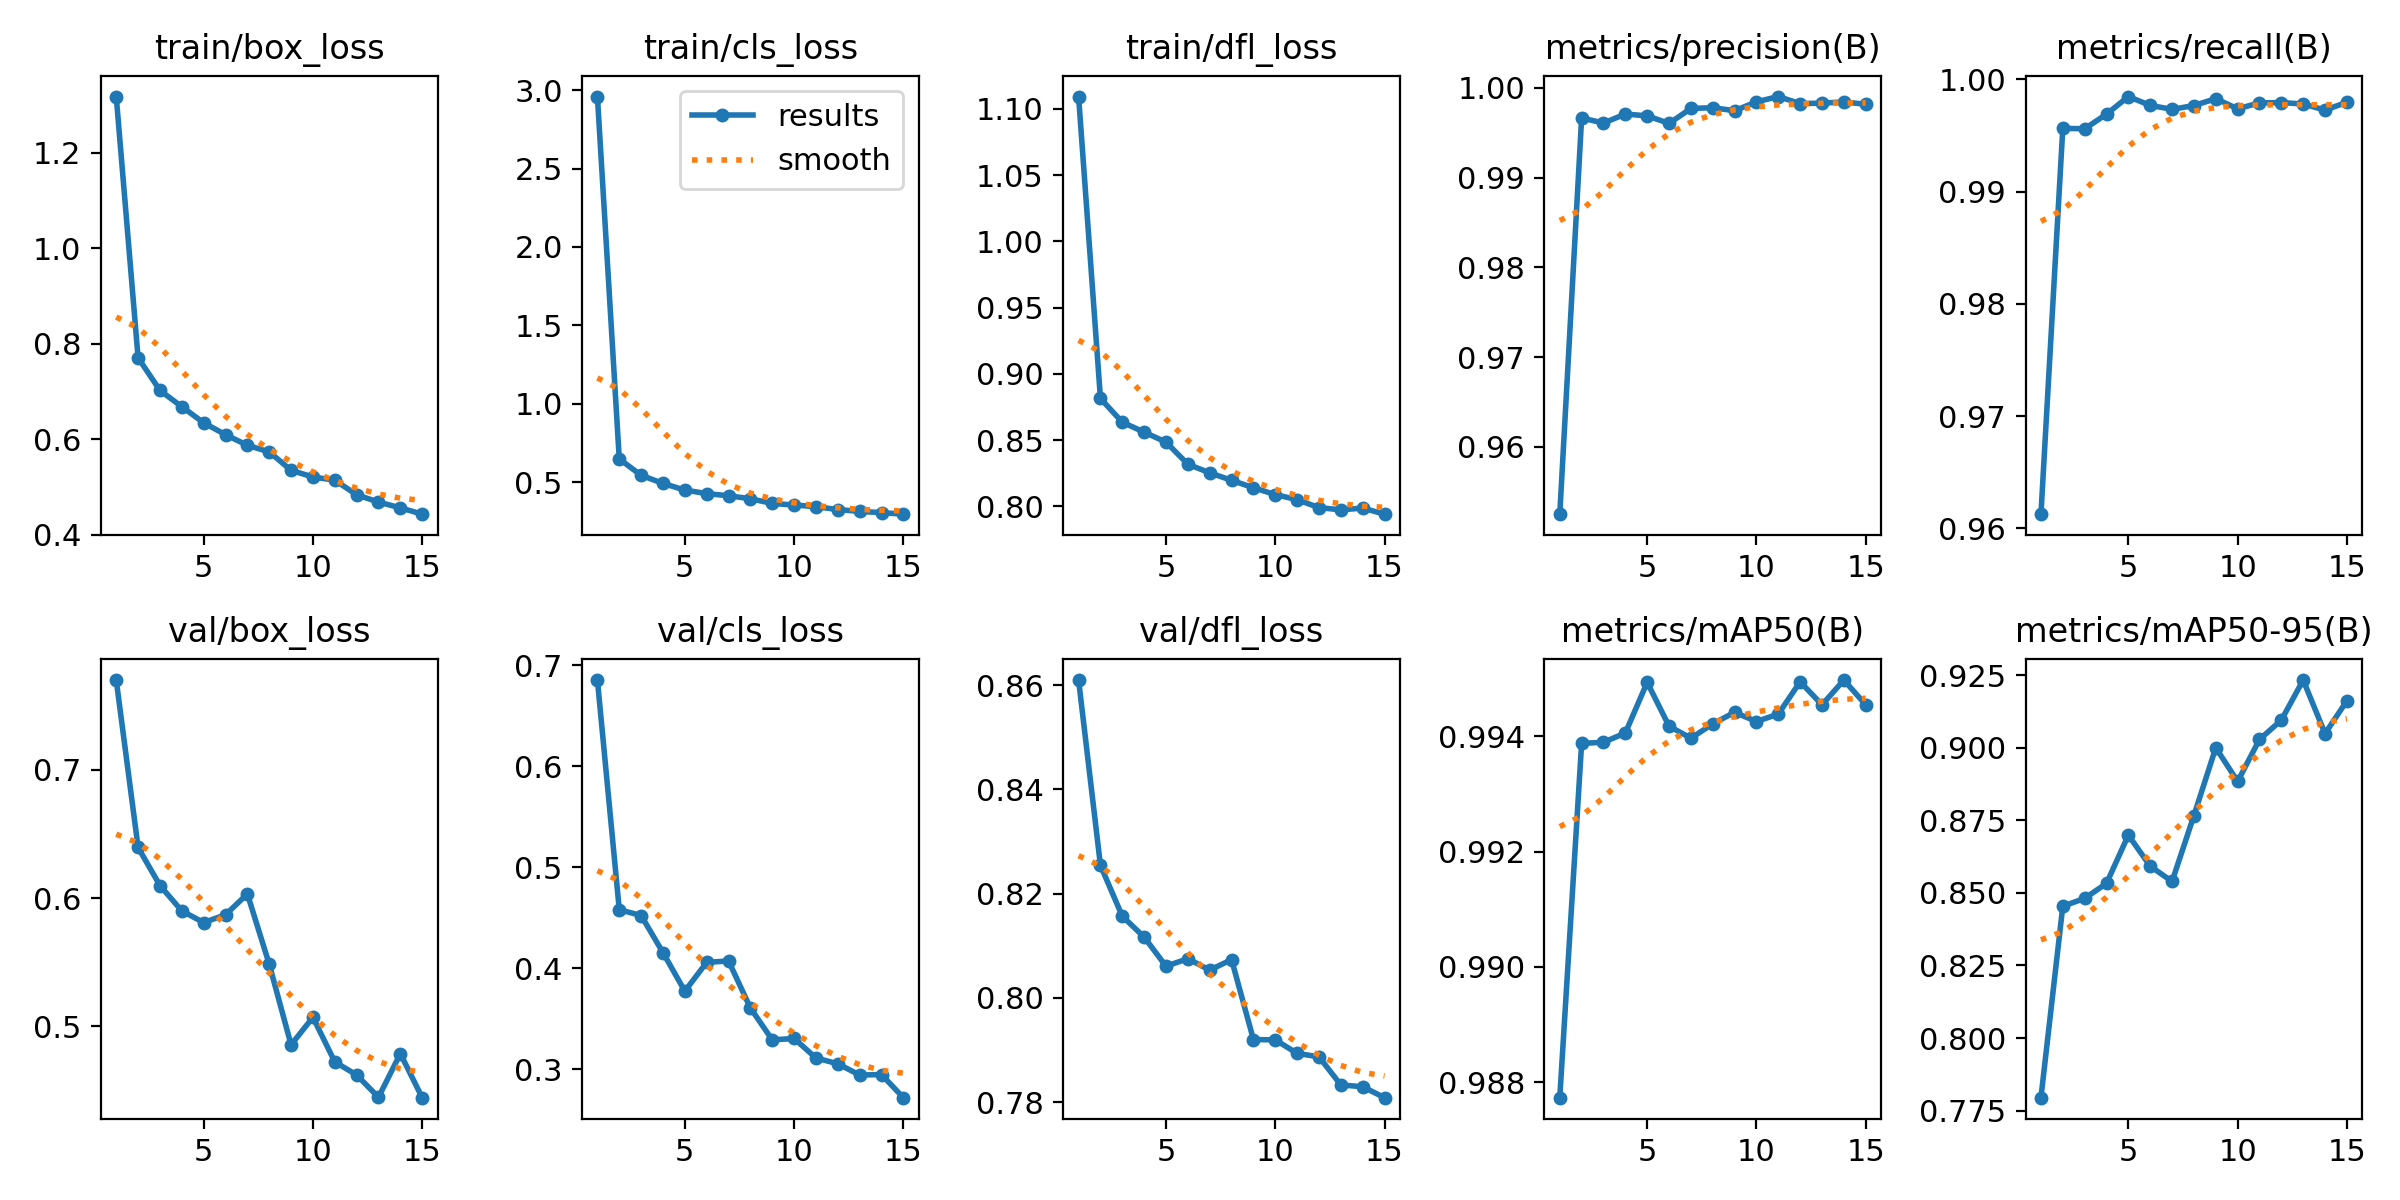 train/box_loss
1.2
1.0
0.8
0.6
0.4
5 10 15
train/cls_loss
results
smooth
3.0
2.5
2.0
1.5
1.0
0.5
5 10 15
train/dfl_loss
1.10
1.05
1.00
0.95
0.90
0.85
0.80
5 10 15
metrics/precision(B)
1.00
0.99
0.98
0.97
0.96
5 10 15
metrics/recall(B)
1.00
0.99
0.98
0.97
0.96
5 10 15
val/box_loss
0.7
0.6
0.5
5 10 15
val/cls_loss
0.7
0.6
0.5
0.4
0.3
5 10 15
val/dfl_loss
0.86
0.84
0.82
0.80
0.78
5 10 15
metrics/mAP50(B)
0.994
0.992
0.990
0.988
5 10 15
metrics/mAP50-95(B)
0.925
0.900
0.875
0.850
0.825
0.800
0.775
5 10 15